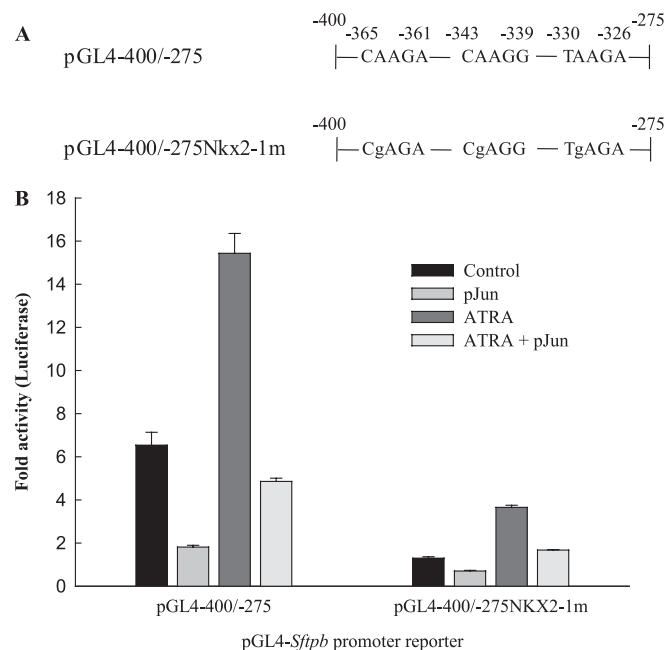 A
-400 -365 -361 -343 -339 -330 -326 -275
pGL4-400/-275 CAAGA CAAGG TAAGA
-400 -275
pGL4-400/-275Nkx2-1m CgAGA CgAGG TgAGA
B
18
16
14
12
10
8
6
4
2
0
Fold activity (Luciferase)
Control
pJun
ATRA
ATRA + pJun
pGL4-400/-275 pGL4-400/-275NKX2-1m
pGL4-Sftpb promoter reporter